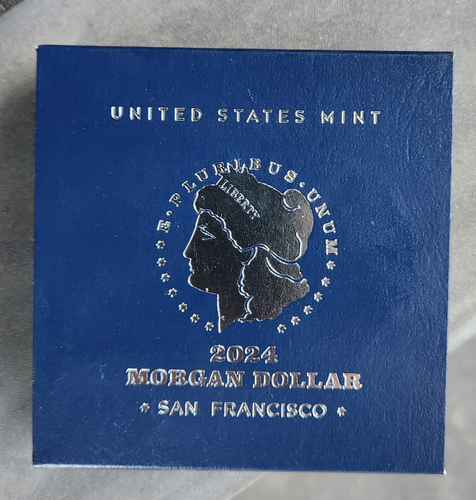 UNITED STATES MINT
E·PLURIBUS·UNUM
LIBERTY
2024
MORGAN DOLLAR
* SAN FRANCISCO *